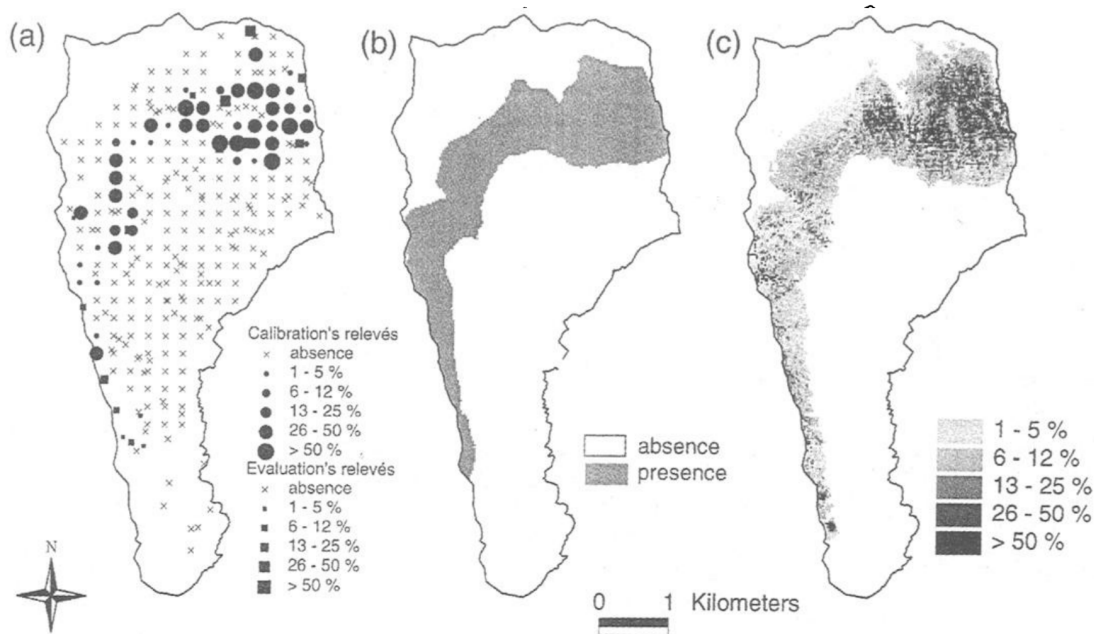 (a)
(b)
(c)
Calibration's relevés
absence
1 - 5 %
6 - 12 %
13 - 25 %
26 - 50 %
> 50 %
Evaluation's relevés
absence
1 - 5 %
6 - 12 %
13 - 25 %
26 - 50 %
> 50 %
absence
presence
1 - 5 %
6 - 12 %
13 - 25 %
26 - 50 %
> 50 %
N
0 1 Kilometers